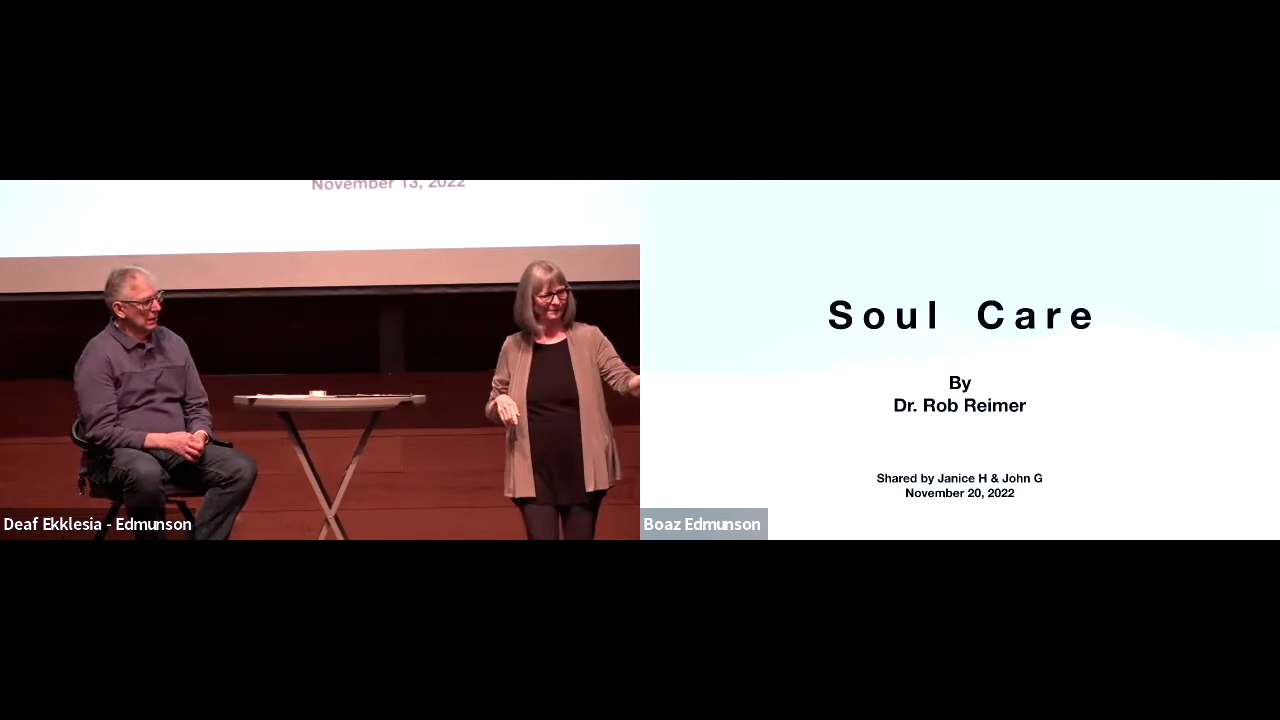 November 13, 2022
Deaf Ekklesia - Edmunson
Soul Care
By
Dr. Rob Reimer
Shared by Janice H & John G
November 20, 2022
Boaz Edmunson